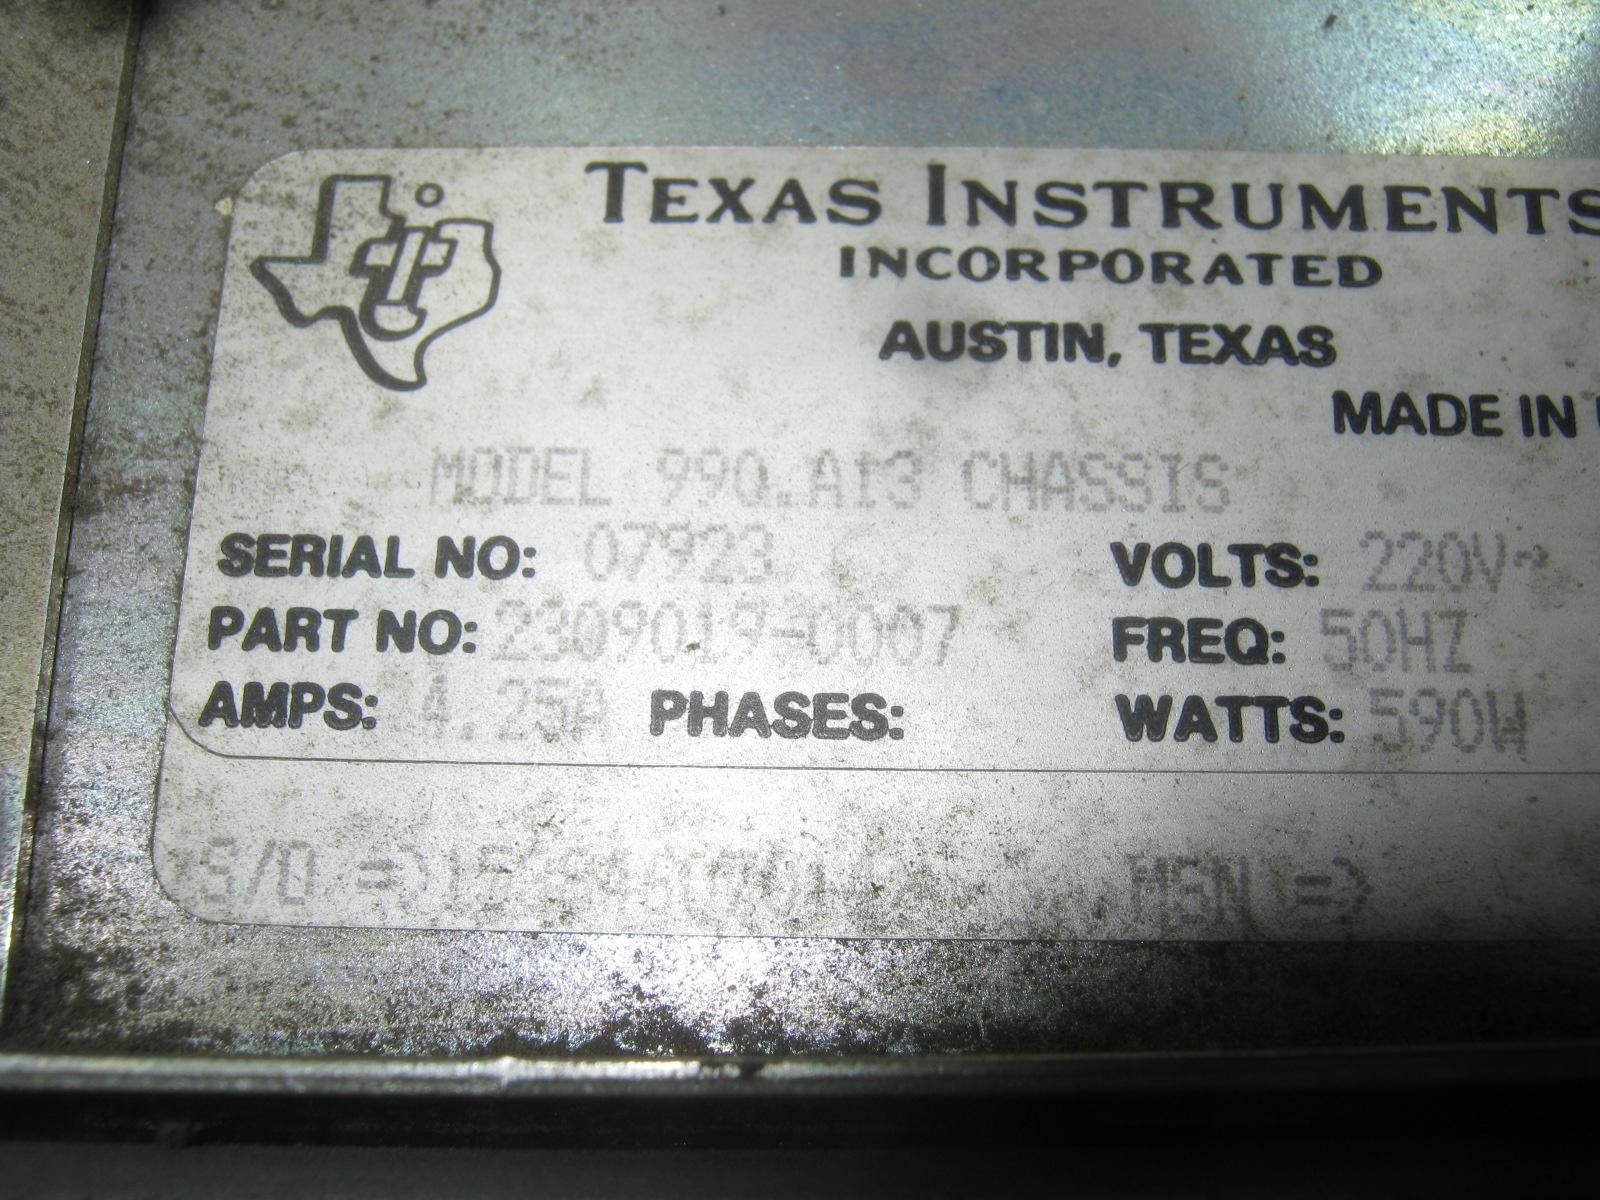 TEXAS INSTRUMENTS
INCORPORATED
AUSTIN, TEXAS
MADE IN
MODEL 990.A13 CHASSIS
SERIAL NO: 07923 VOLTS: 220V~
PART NO: 2309017-0007 FREQ: 50HZ
AMPS: 4.25A PHASES: WATTS: 590W
S/O => MSN =>